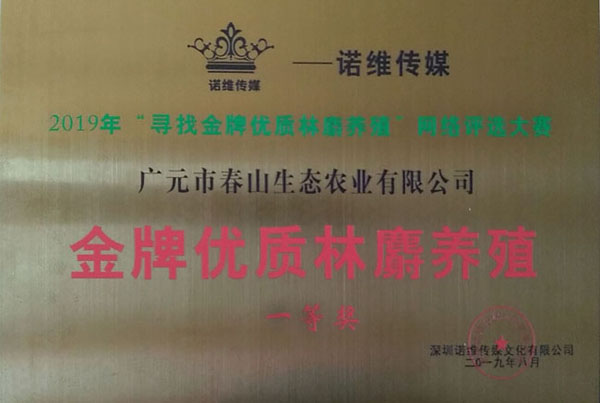 诺维传媒
——诺维传媒
2019年“寻找金牌优质林麝养殖”网络评选大赛
广元市春山生态农业有限公司
金牌优质林麝养殖
一等奖
深圳诺维传媒文化有限公司
二〇一九年八月